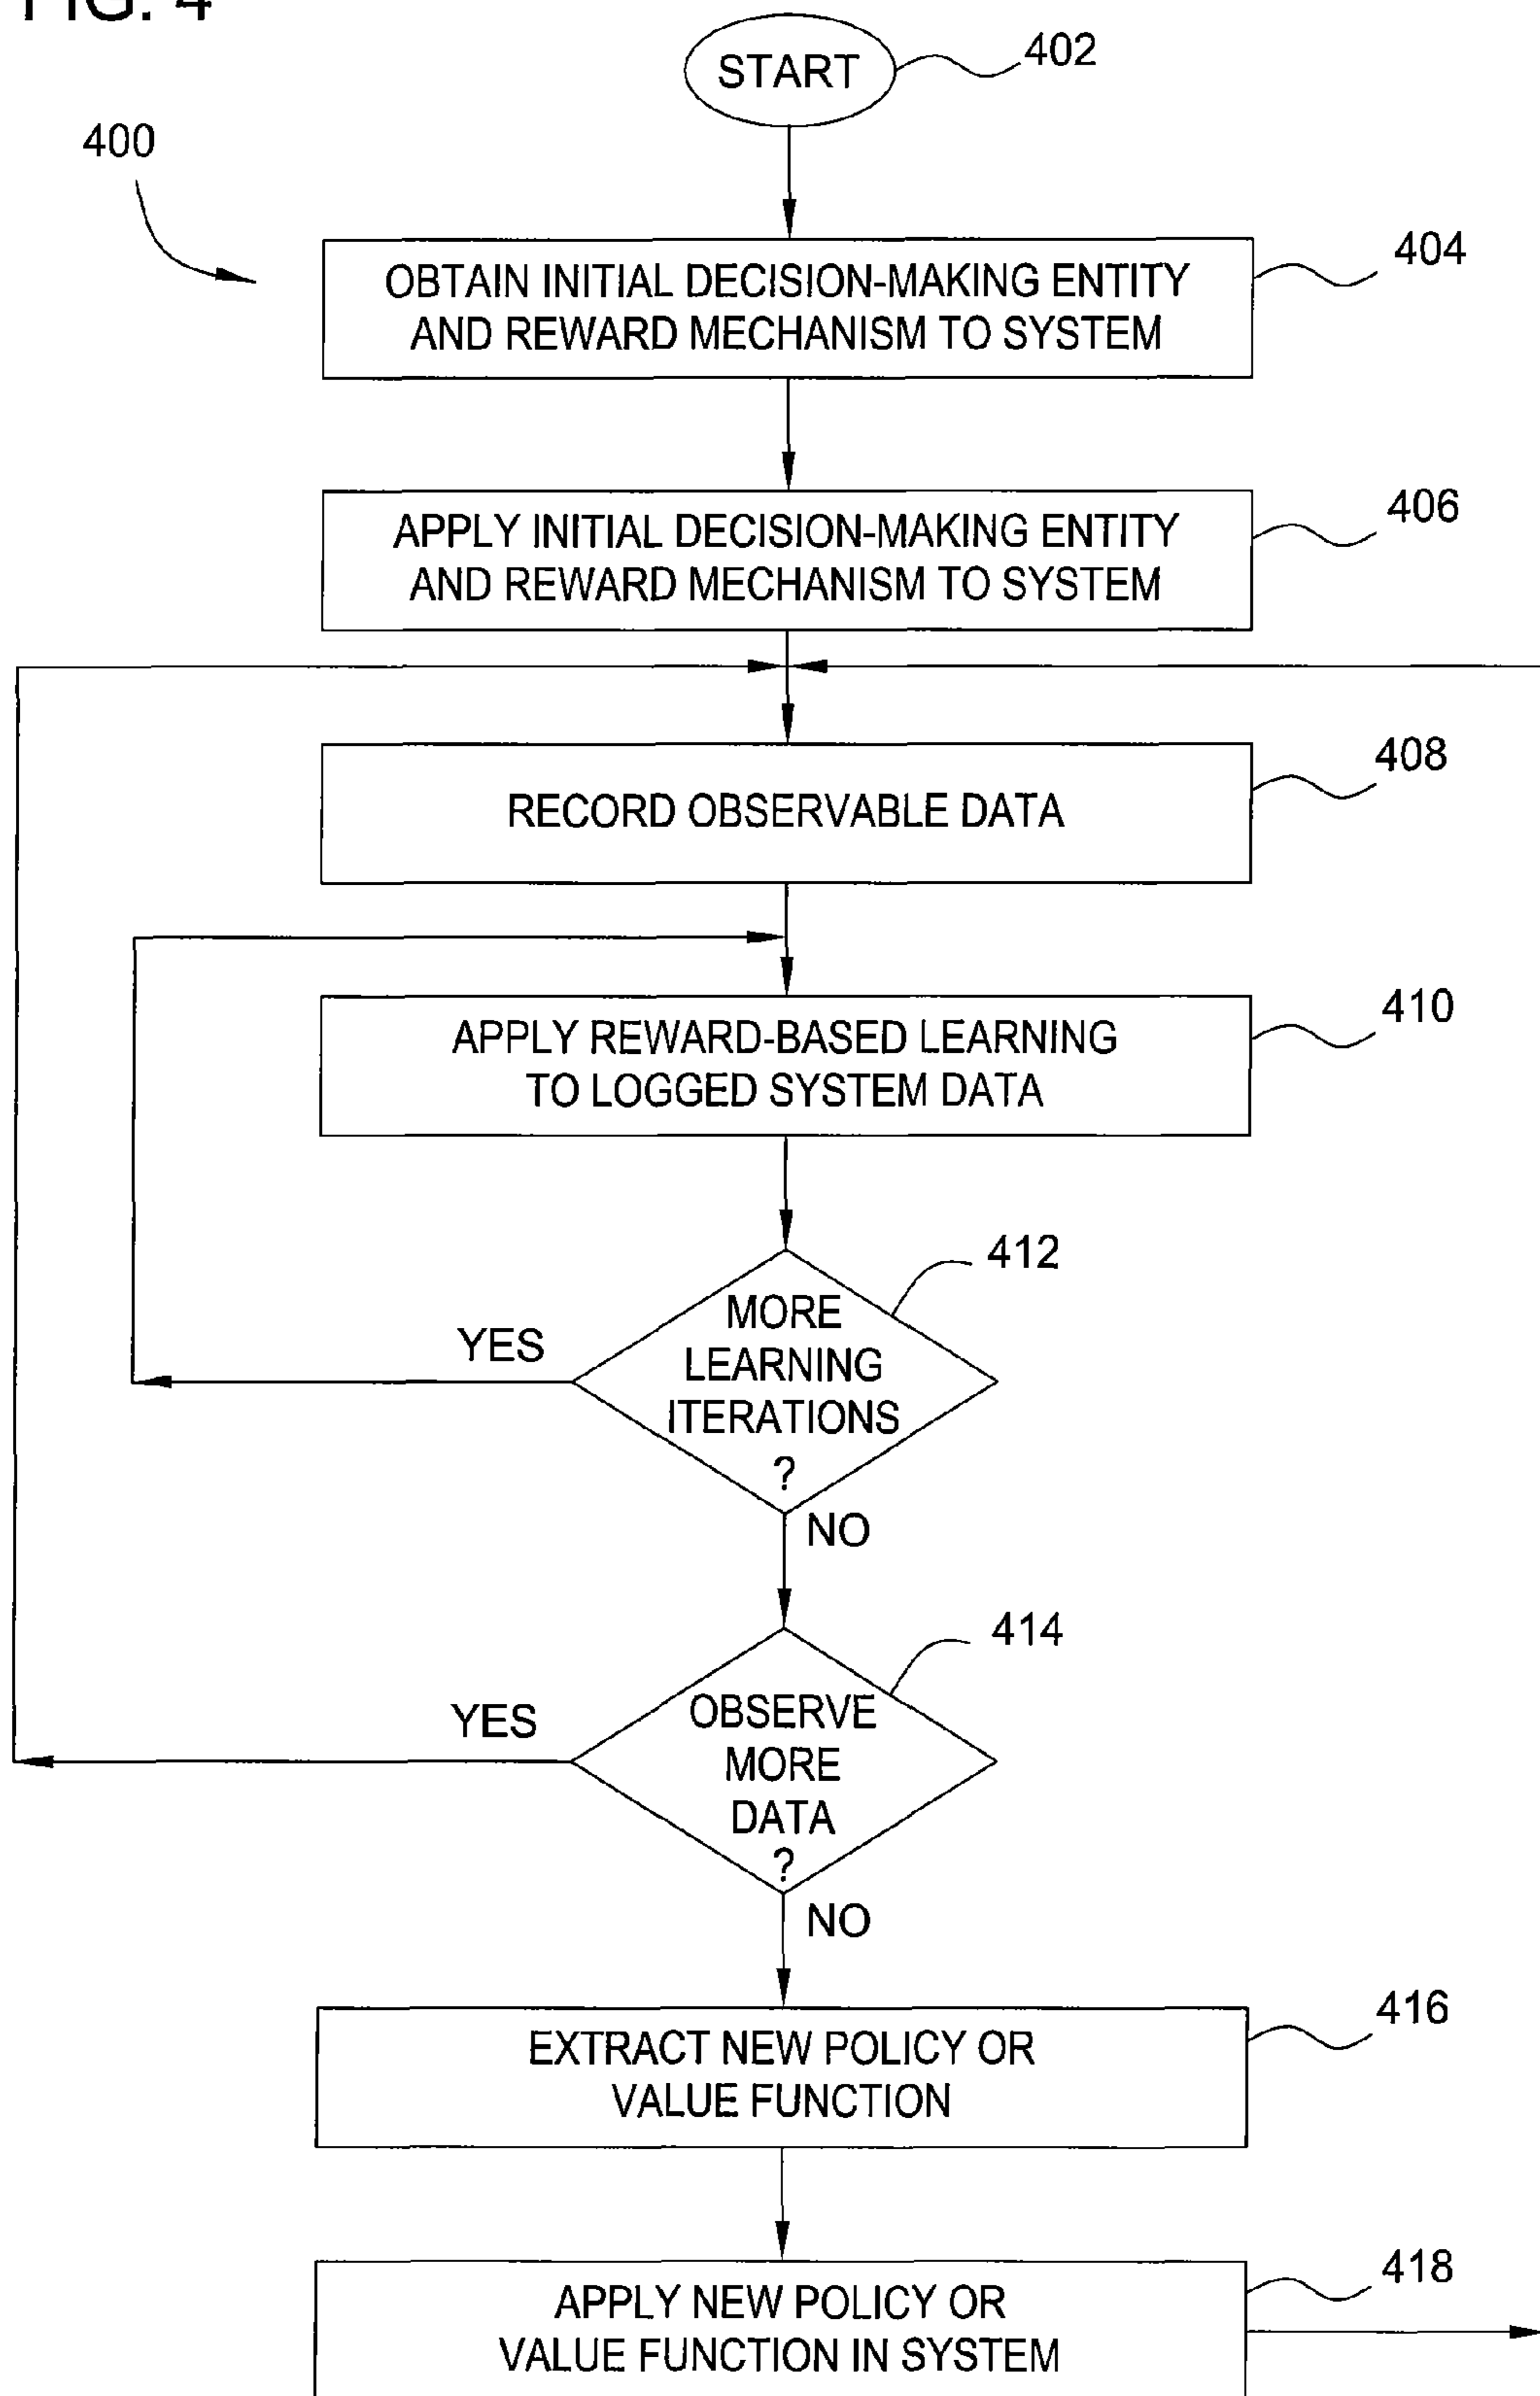 FIG. 4
START
402
400
404
OBTAIN INITIAL DECISION-MAKING ENTITY
AND REWARD MECHANISM TO SYSTEM
406
APPLY INITIAL DECISION-MAKING ENTITY
AND REWARD MECHANISM TO SYSTEM
408
RECORD OBSERVABLE DATA
410
APPLY REWARD-BASED LEARNING
TO LOGGED SYSTEM DATA
412
MORE
LEARNING
ITERATIONS
?
YES
NO
414
OBSERVE
MORE
DATA
?
YES
NO
416
EXTRACT NEW POLICY OR
VALUE FUNCTION
418
APPLY NEW POLICY OR
VALUE FUNCTION IN SYSTEM